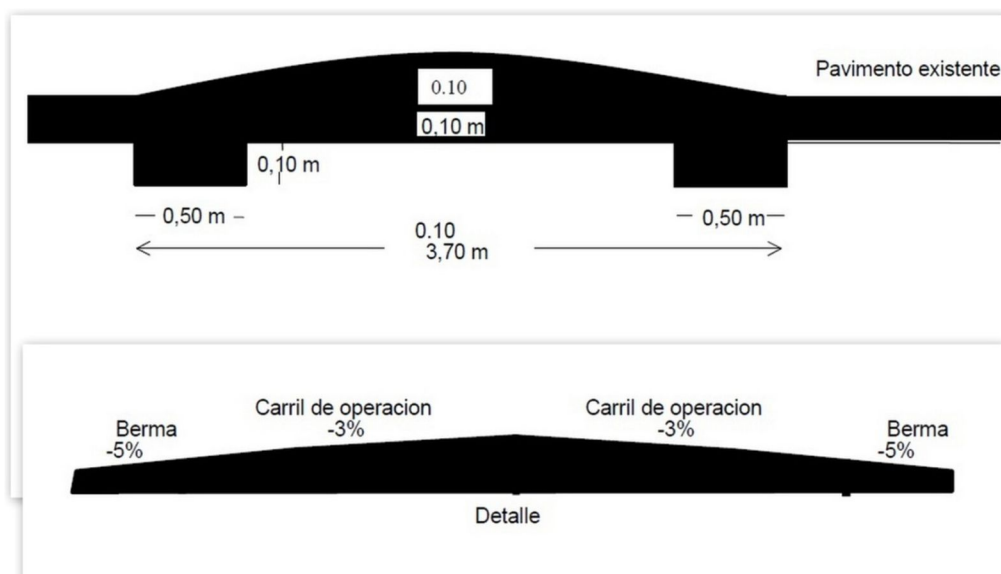 Pavimento existente
0.10
0,10 m
0,10 m
0,50 m
0,50 m
0.10
3,70 m
Carril de operacion
-3%
Carril de operacion
-3%
Berma
-5%
Berma
-5%
Detalle